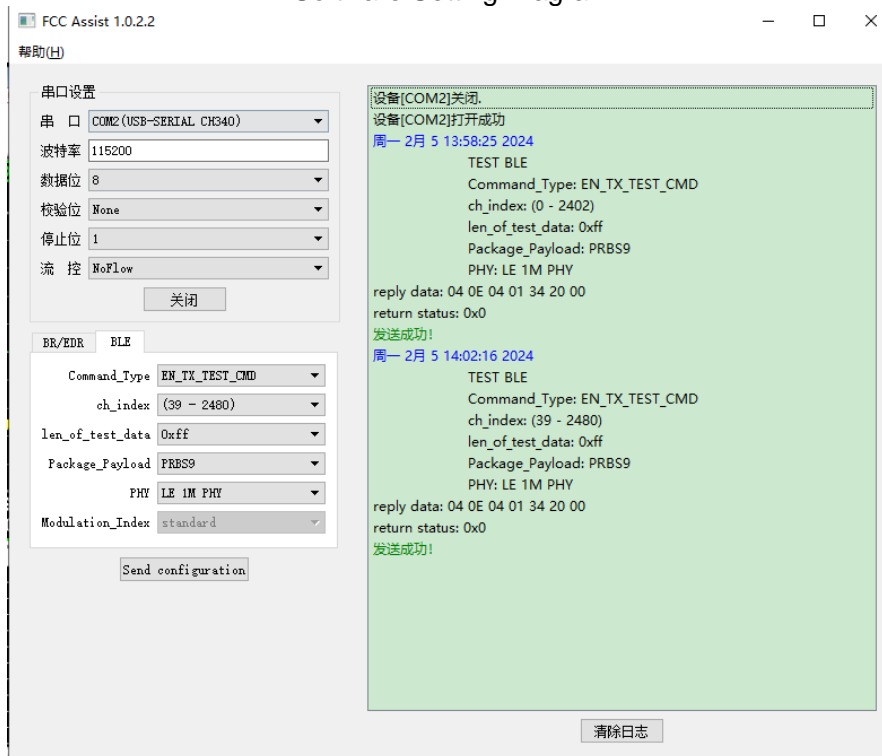 FCC Assist 1.0.2.2
帮助(H)
串口设置
串 口 COM2(USB-SERIAL CH340)
波特率 115200
数据位 8
校验位 None
停止位 1
流 控 NoFlow
关闭
BR/EDR BLE
Command_Type EN_TX_TEST_CMD
ch_index (39 - 2480)
len_of_test_data 0xff
Package_Payload PRBS9
PHY LE 1M PHY
Modulation_Index standard
Send configuration
设备[COM2]关闭.
设备[COM2]打开成功
周一 2月 5 13:58:25 2024
TEST BLE
Command_Type: EN_TX_TEST_CMD
ch_index: (0 - 2402)
len_of_test_data: 0xff
Package_Payload: PRBS9
PHY: LE 1M PHY
reply data: 04 0E 04 01 34 20 00
return status: 0x0
发送成功!
周一 2月 5 14:02:16 2024
TEST BLE
Command_Type: EN_TX_TEST_CMD
ch_index: (39 - 2480)
len_of_test_data: 0xff
Package_Payload: PRBS9
PHY: LE 1M PHY
reply data: 04 0E 04 01 34 20 00
return status: 0x0
发送成功!
清除日志